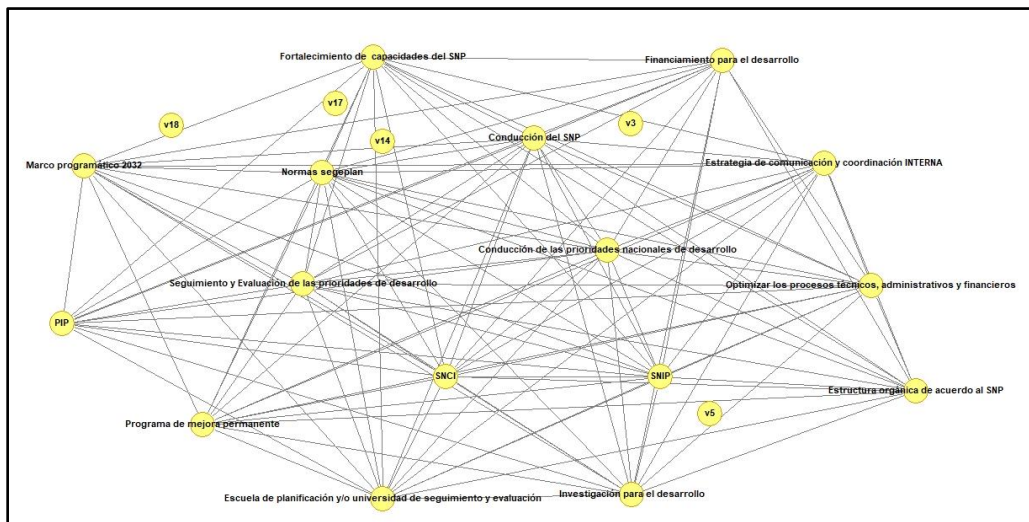 Fortalecimiento de capacidades del SNP
Financiamiento para el desarrollo
v17
v18
v3
v14
Conducción del SNP
Marco programático 2032
Normas segeplan
Estrategia de comunicación y coordinación INTERNA
Conducción de las prioridades nacionales de desarrollo
Seguimiento y Evaluación de las prioridades de desarrollo
Optimizar los procesos técnicos, administrativos y financieros
PIP
SNCI
SNIP
Estructura orgánica de acuerdo al SNP
v5
Programa de mejora permanente
Escuela de planificación y/o universidad de seguimiento y evaluación
Investigación para el desarrollo